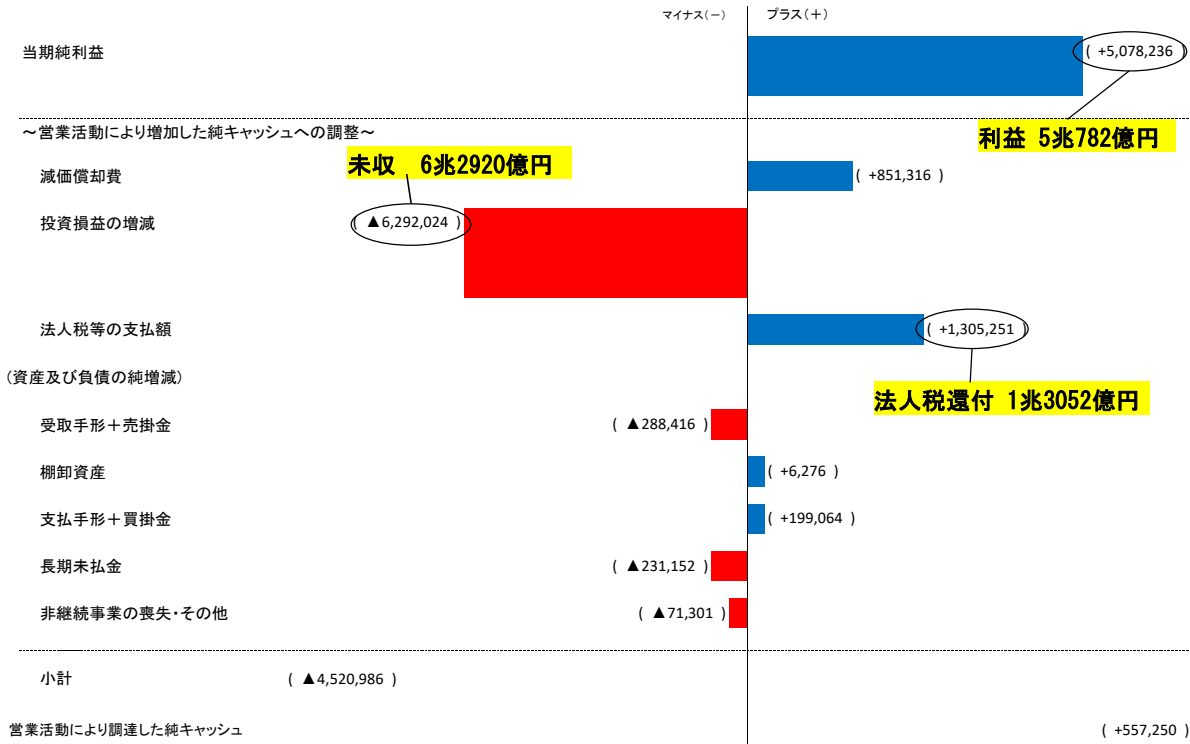 マイナス(－) プラス(＋)
当期純利益 ( +5,078,236 )
～営業活動により増加した純キャッシュへの調整～
利益 5兆782億円
未収 6兆2920億円
減価償却費 ( +851,316 )
投資損益の増減 ( ▲6,292,024 )
法人税等の支払額 ( +1,305,251 )
(資産及び負債の純増減)
法人税還付 1兆3052億円
受取手形＋売掛金 ( ▲288,416 )
棚卸資産 ( +6,276 )
支払手形＋買掛金 ( +199,064 )
長期未払金 ( ▲231,152 )
非継続事業の喪失・その他 ( ▲71,301 )
小計 ( ▲4,520,986 )
営業活動により調達した純キャッシュ ( +557,250 )